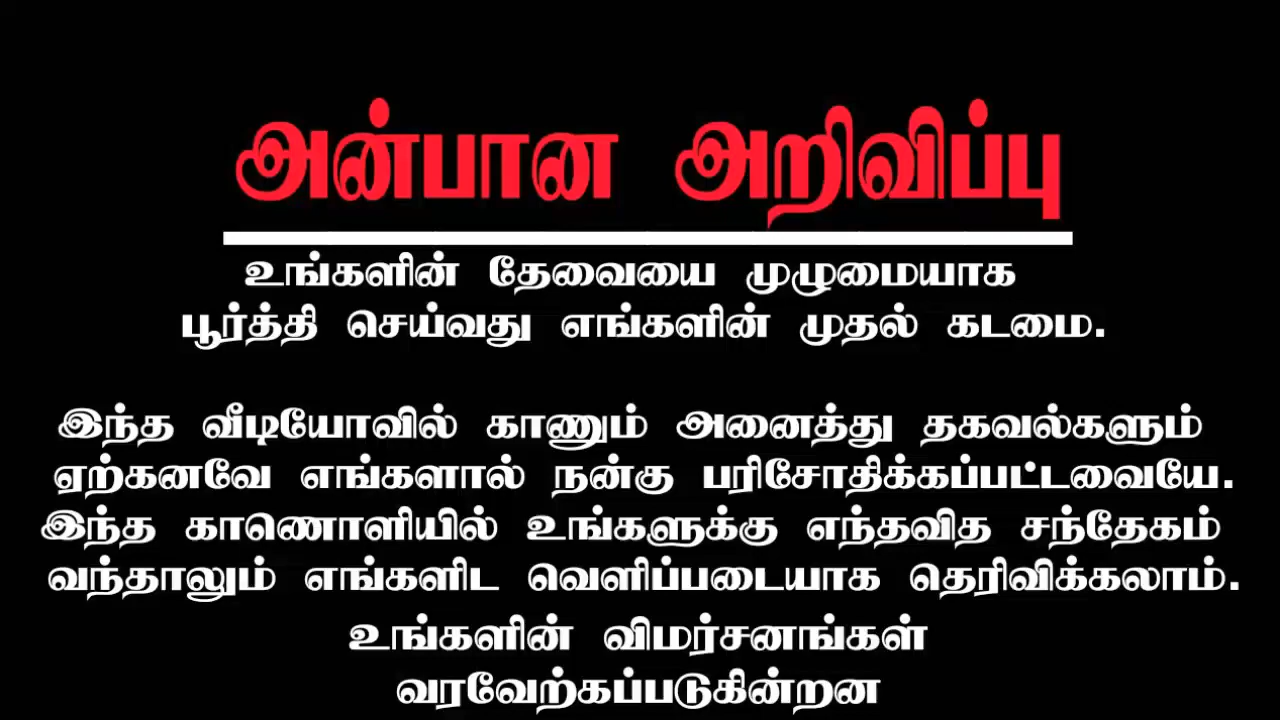 அன்பான அறிவிப்பு
உங்களின் தேவையை முழுமையாக
பூர்த்தி செய்வது எங்களின் முதல் கடமை.
இந்த வீடியோவில் காணும் அனைத்து தகவல்களும்
ஏற்கனவே எங்களால் நன்கு பரிசோதிக்கப்பட்டவையே.
இந்த காணொளியில் உங்களுக்கு எந்தவித சந்தேகம்
வந்தாலும் எங்களிட வெளிப்படையாக தெரிவிக்கலாம்.
உங்களின் விமர்சனங்கள்
வரவேற்கப்படுகின்றன